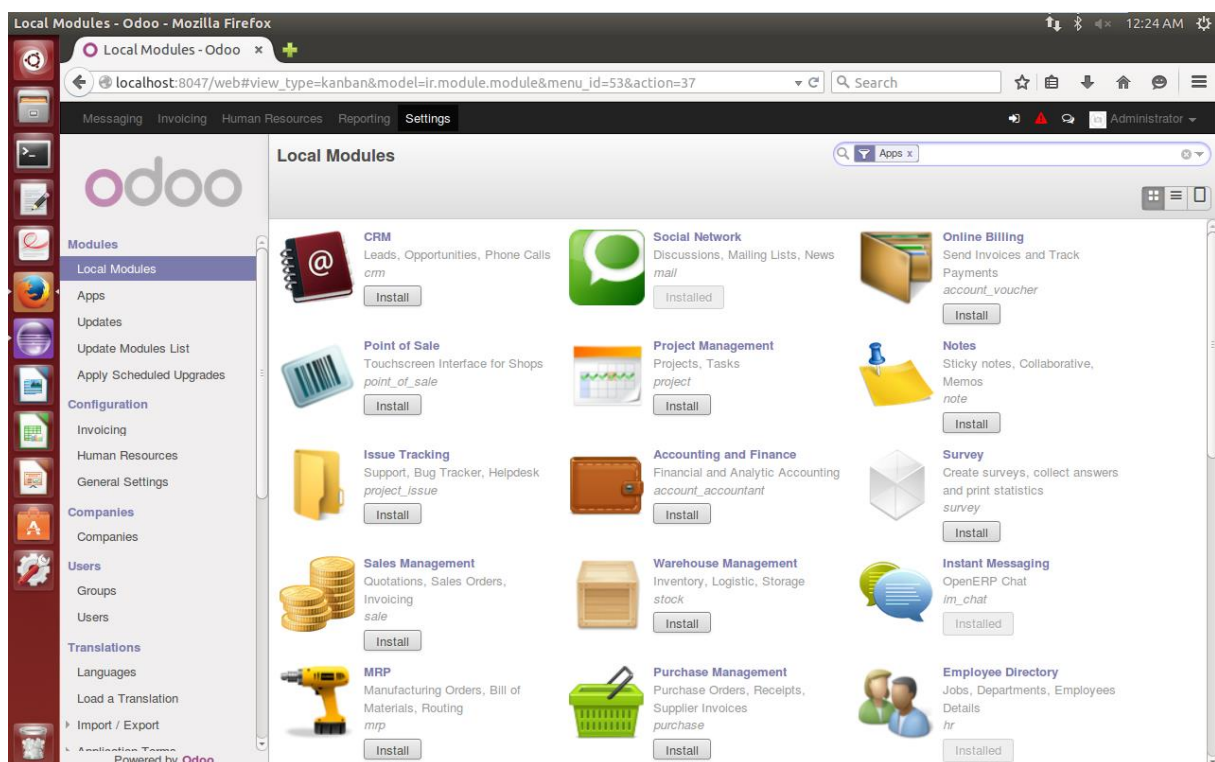 Local Modules - Odoo - Mozilla Firefox
12:24 AM
Local Modules - Odoo
localhost:8047/web#view_type=kanban&model=ir.module.module&menu_id=53&action=37
Search
Messaging Invoicing Human Resources Reporting Settings
Administrator
odoo
Modules
Local Modules
Apps
Updates
Update Modules List
Apply Scheduled Upgrades
Configuration
Invoicing
Human Resources
General Settings
Companies
Companies
Users
Groups
Users
Translations
Languages
Load a Translation
Import / Export
Application Terms
Powered by Odoo
Local Modules
Apps x
CRM
Leads, Opportunities, Phone Calls
crm
Install
Social Network
Discussions, Mailing Lists, News
mail
Installed
Online Billing
Send Invoices and Track
Payments
account_voucher
Install
Point of Sale
Touchscreen Interface for Shops
point_of_sale
Install
Project Management
Projects, Tasks
project
Install
Notes
Sticky notes, Collaborative,
Memos
note
Install
Issue Tracking
Support, Bug Tracker, Helpdesk
project_issue
Install
Accounting and Finance
Financial and Analytic Accounting
account_accountant
Install
Survey
Create surveys, collect answers
and print statistics
survey
Install
Sales Management
Quotations, Sales Orders,
Invoicing
sale
Install
Warehouse Management
Inventory, Logistic, Storage
stock
Install
Instant Messaging
OpenERP Chat
im_chat
Installed
MRP
Manufacturing Orders, Bill of
Materials, Routing
mrp
Install
Purchase Management
Purchase Orders, Receipts,
Supplier Invoices
purchase
Install
Employee Directory
Jobs, Departments, Employees
Details
hr
Installed